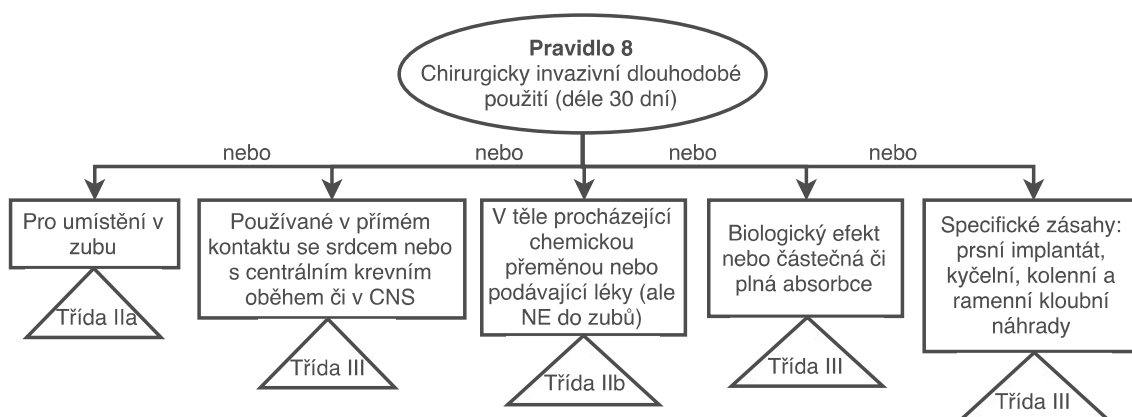 Pravidlo 8
Chirurgicky invazivní dlouhodobé
použití (déle 30 dní)
nebo
nebo
nebo
nebo
Pro umístění v
zubu
Třída IIa
Používané v přímém
kontaktu se srdcem nebo
s centrálním krevním
oběhem či v CNS
Třída III
V těle procházející
chemickou
přeměnou nebo
podávající léky (ale
NE do zubů)
Třída IIb
Biologický efekt
nebo částečná či
plná absorbce
Třída III
Specifické zásahy:
prsní implantát,
kyčelní, kolenní a
ramenní kloubní
náhrady
Třída III